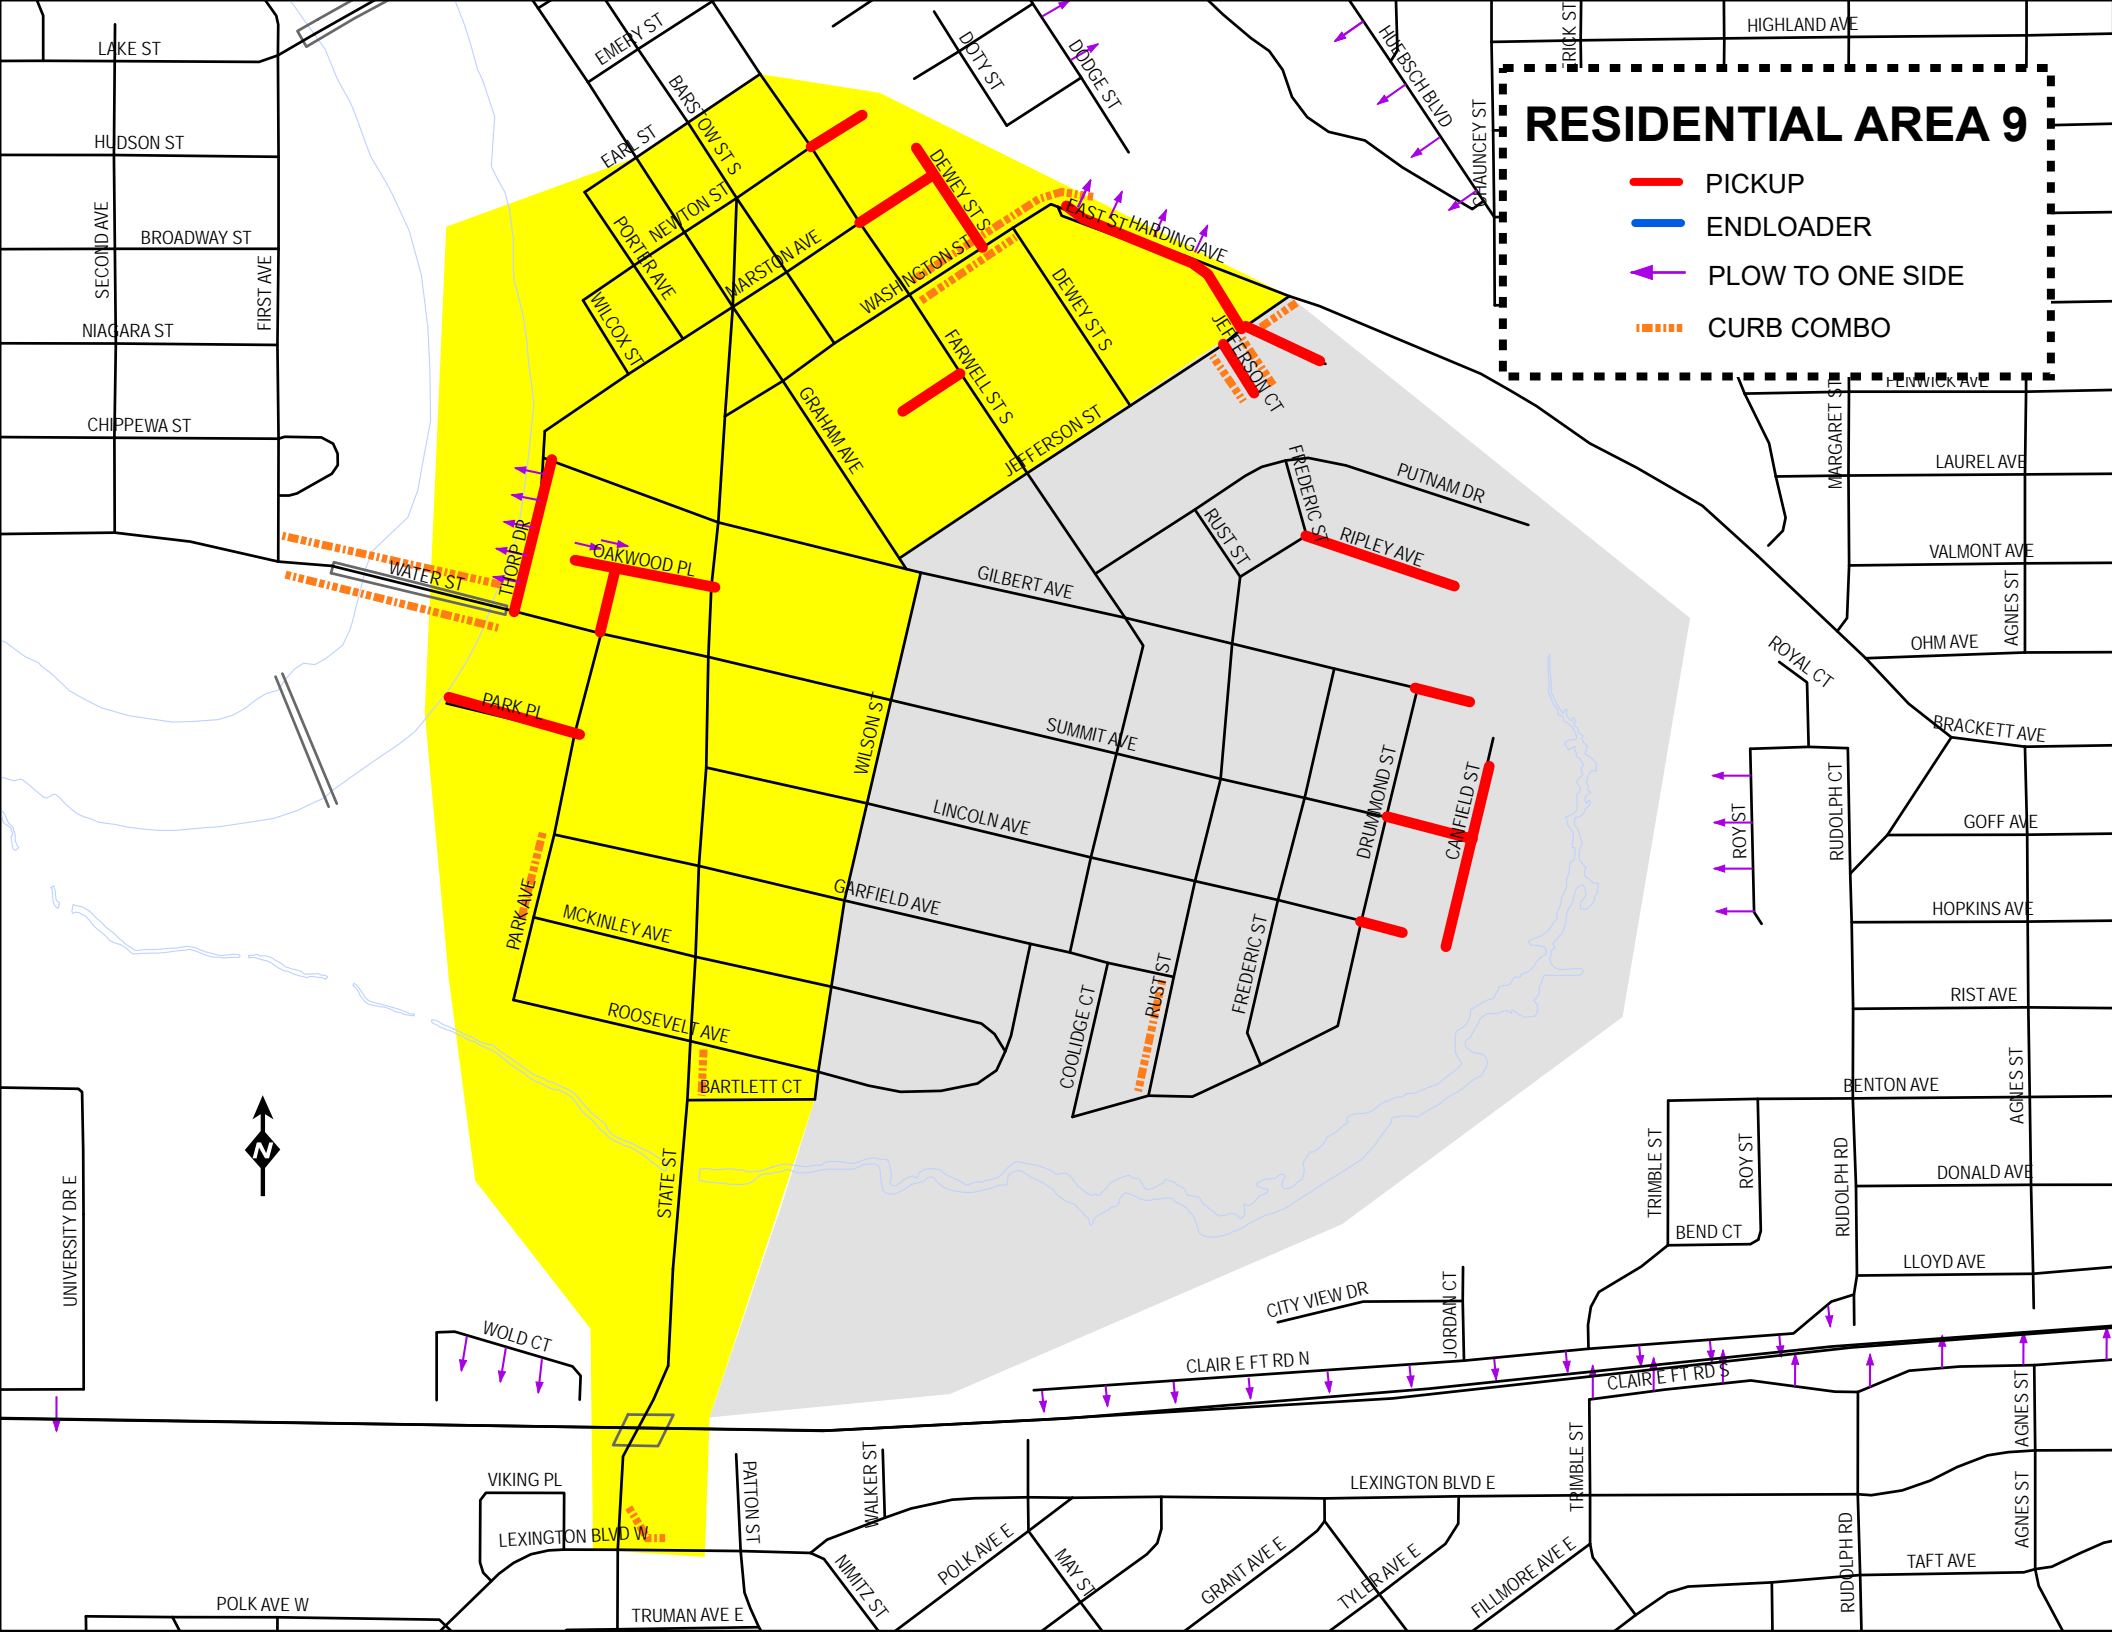 RESIDENTIAL AREA 9
PICKUP
ENDLOADER
PLOW TO ONE SIDE
CURB COMBO
LAKE ST
HUDSON ST
SECOND AVE
BROADWAY ST
FIRST AVE
NIAGARA ST
CHIPPEWA ST
WATER ST
EMERY ST
BARSTOW ST S
EARL ST
NEWTON ST
PORTER AVE
MARSTON AVE
WILCOX ST
DOTY ST
DODGE ST
DEWEY ST S
EAST ST
HARDING AVE
WASHINGTON ST
DEWEY ST S
FARWELL ST S
GRAHAM AVE
JEFFERSON ST
JEFFERSON CT
HUEBSCH BLVD
CHAUNCEY ST
RICK ST
HIGHLAND AVE
FENWICK AVE
MARGARET ST
LAUREL AVE
VALMONT AVE
AGNES ST
OHM AVE
ROYAL CT
BRACKETT AVE
THORP DR
OAKWOOD PL
PARK PL
GILBERT AVE
WILSON ST
SUMMIT AVE
LINCOLN AVE
GARFIELD AVE
PARK AVE
MCKINLEY AVE
ROOSEVELT AVE
BARTLETT CT
STATE ST
PUTNAM DR
FREDERIC ST
RUST ST
RIPLEY AVE
DRUMMOND ST
CANFIELD ST
FREDERIC ST
RUST ST
COOLIDGE CT
ROY ST
RUDOLPH CT
GOFF AVE
HOPKINS AVE
RIST AVE
BENTON AVE
AGNES ST
TRIMBLE ST
ROY ST
RUDOLPH RD
DONALD AVE
BEND CT
LLOYD AVE
N
UNIVERSITY DR E
WOLD CT
CITY VIEW DR
JORDAN CT
CLAIR E FT RD N
CLAIR E FT RD S
VIKING PL
LEXINGTON BLVD W
PATTON ST
WALKER ST
LEXINGTON BLVD E
TRIMBLE ST
AGNES ST
AGNES ST
RUDOLPH RD
TAFT AVE
POLK AVE W
TRUMAN AVE E
NIMITZ ST
POLK AVE E
MAY ST
GRANT AVE E
TYLER AVE E
FILLMORE AVE E